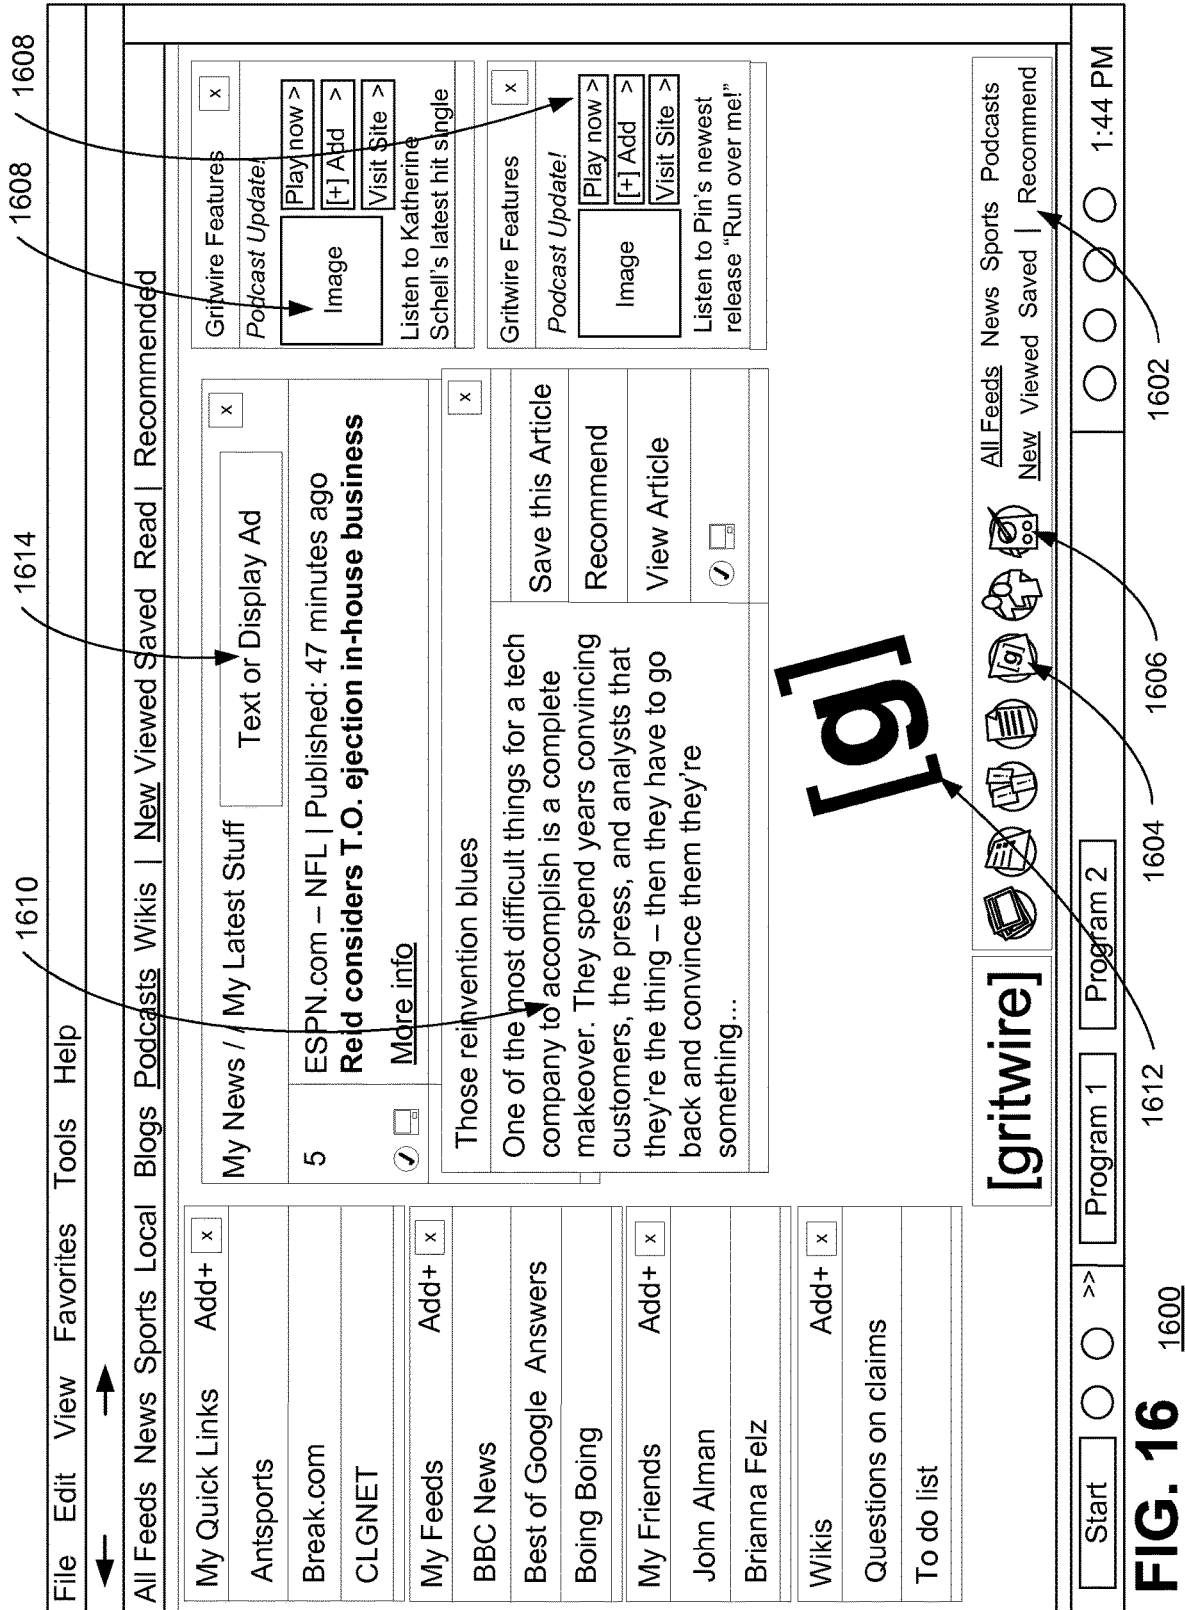 1610
1614
1608
1608
File Edit View Favorites Tools Help
All Feeds News Sports Local Blogs Podcasts Wikis | New Viewed Saved Read | Recommended
My Quick Links Add+ x
Antsports
Break.com
CLGNET
My Feeds Add+ x
BBC News
Best of Google Answers
Boing Boing
My Friends Add+ x
John Alman
Brianna Felz
Wikis Add+ x
Questions on claims
To do list
My News / / My Latest Stuff
Text or Display Ad
x
5
ESPN.com – NFL | Published: 47 minutes ago
Reid considers T.O. ejection in-house business
More info
Those reinvention blues
x
One of the most difficult things for a tech
company to accomplish is a complete
makeover. They spend years convincing
customers, the press, and analysts that
they're the thing – then they have to go
back and convince them they're
something...
Save this Article
Recommend
View Article
[g]
Gritwire Features x
Podcast Update!
Image
Play now >
[+] Add >
Visit Site >
Listen to Katherine
Schell's latest hit single
Gritwire Features x
Podcast Update!
Image
Play now >
[+] Add >
Visit Site >
Listen to Pin's newest
release “Run over me!”
[gritwire]
[g]
All Feeds News Sports Podcasts
New Viewed Saved | Recommend
Start
>>
Program 1
Program 2
1:44 PM
1612
1604
1606
1602
FIG. 16
1600